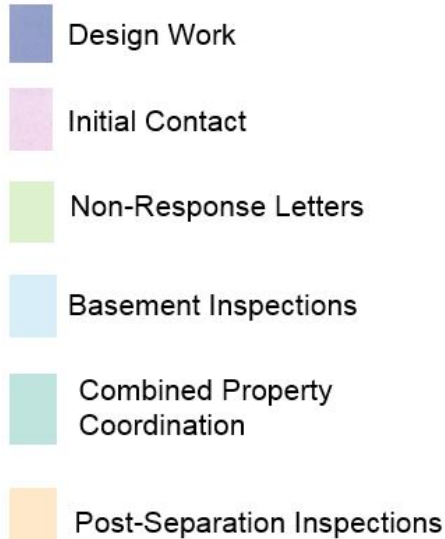 Design Work
Initial Contact
Non-Response Letters
Basement Inspections
Combined Property
Coordination
Post-Separation Inspections